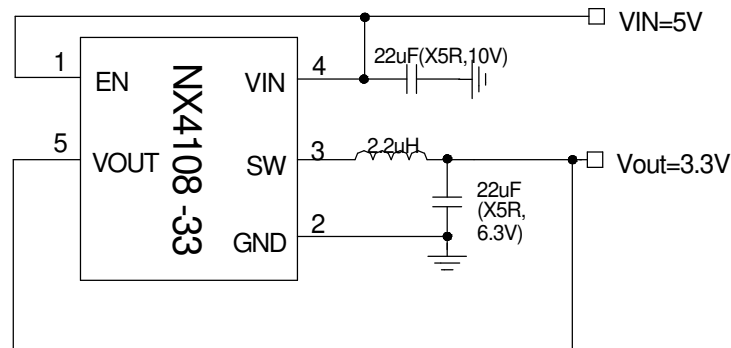 VIN=5V
1
EN
VIN
4
22uF(X5R,10V)
NX4108 -33
5
VOUT
SW
3
2.2uH
Vout=3.3V
22uF
(X5R,
6.3V)
GND
2